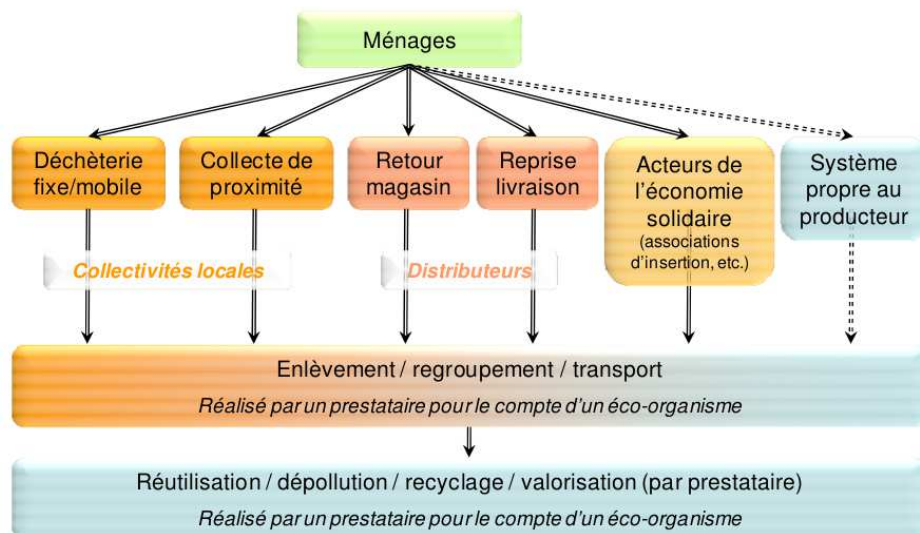 Ménages
Déchèterie
fixe/mobile
Collecte de
proximité
Retour
magasin
Reprise
livraison
Acteurs de
l'économie
solidaire
(associations
d'insertion, etc.)
Système
propre au
producteur
Collectivités locales
Distributeurs
Enlèvement / regroupement / transport
Réalisé par un prestataire pour le compte d'un éco-organisme
Réutilisation / dépollution / recyclage / valorisation (par prestataire)
Réalisé par un prestataire pour le compte d'un éco-organisme